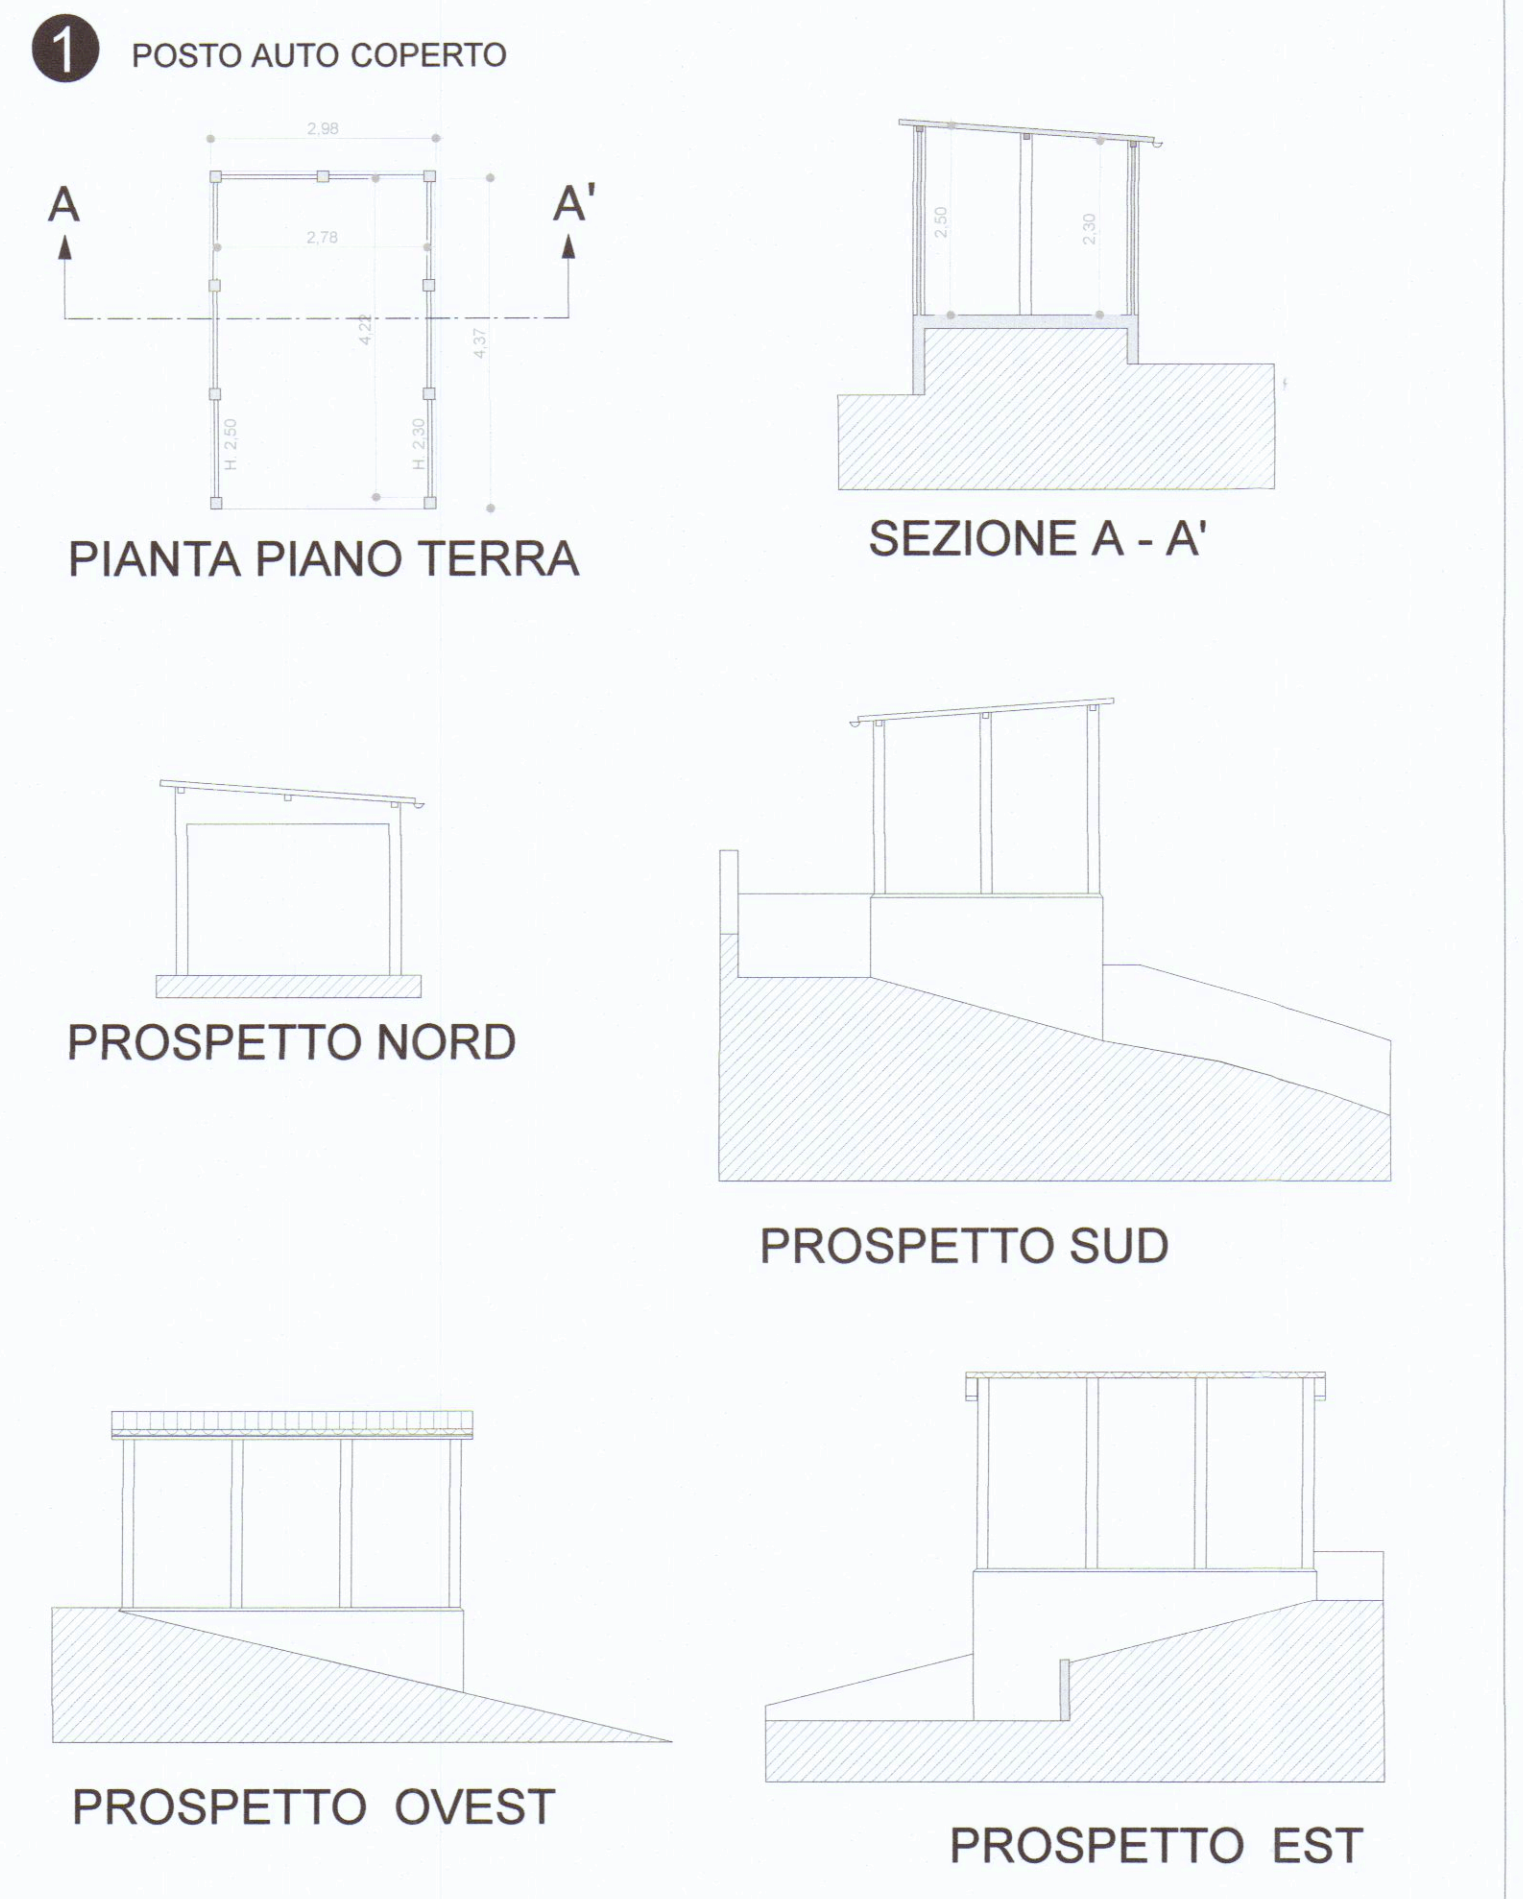 1 POSTO AUTO COPERTO
2,98
A A'
2,78
4,22
4,37
H. 2,50
H. 2,30
PIANTA PIANO TERRA
2,50
2,30
SEZIONE A - A'
PROSPETTO NORD
PROSPETTO SUD
PROSPETTO OVEST
PROSPETTO EST